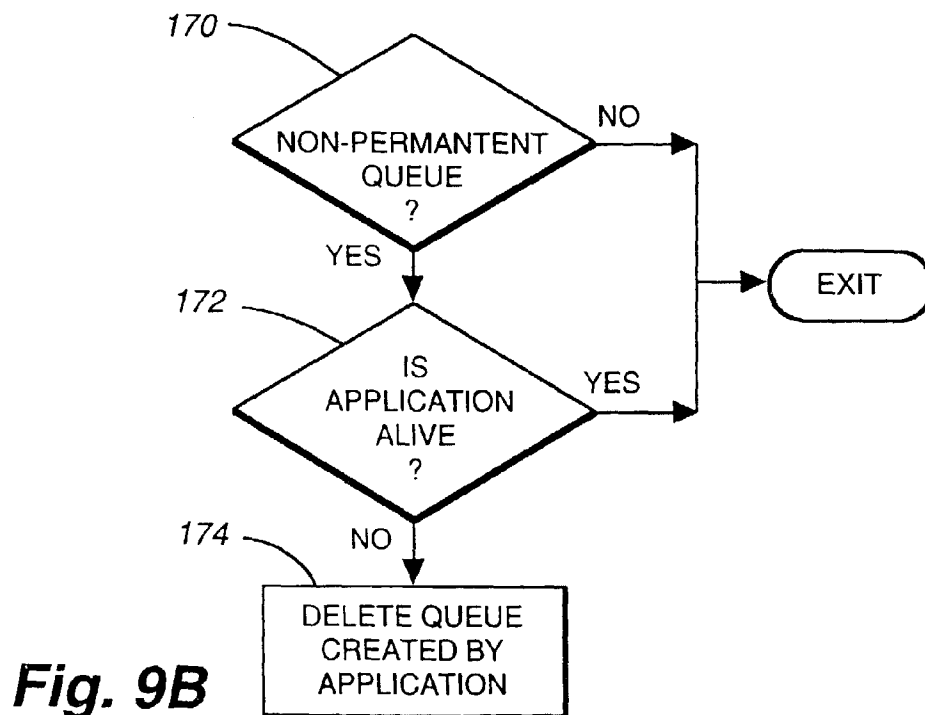 170
NON-PERMANTENT
QUEUE
?
NO
YES
172
IS
APPLICATION
ALIVE
?
YES
EXIT
NO
174
DELETE QUEUE
CREATED BY
APPLICATION
Fig. 9B